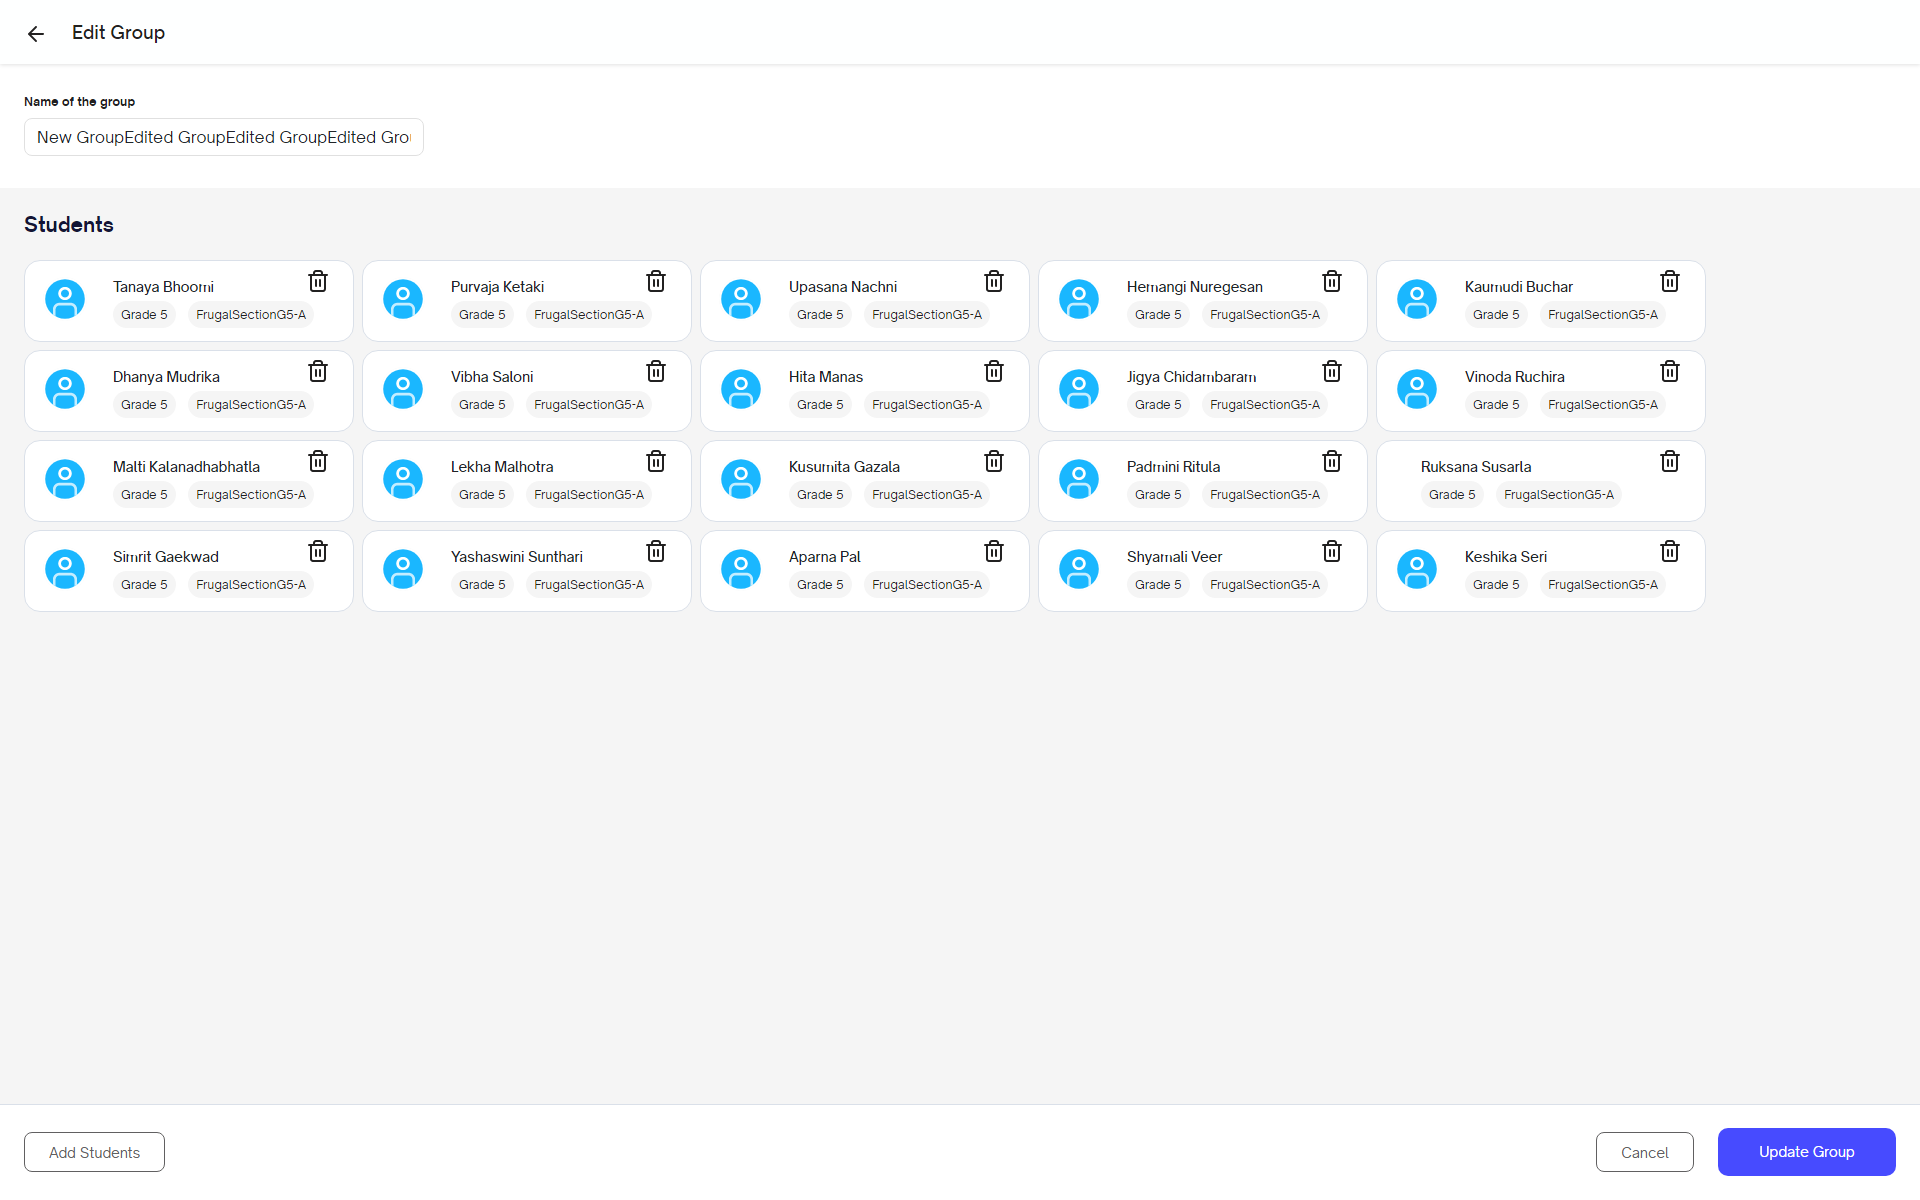 Edit Group
Name of the group
New GroupEdited GroupEdited GroupEdited Gro
Students
Tanaya Bhoomi
Grade 5 FrugalSectionG5-A
Purvaja Ketaki
Grade 5 FrugalSectionG5-A
Upasana Nachni
Grade 5 FrugalSectionG5-A
Hemangi Nuregesan
Grade 5 FrugalSectionG5-A
Kaumudi Buchar
Grade 5 FrugalSectionG5-A
Dhanya Mudrika
Grade 5 FrugalSectionG5-A
Vibha Saloni
Grade 5 FrugalSectionG5-A
Hita Manas
Grade 5 FrugalSectionG5-A
Jigya Chidambaram
Grade 5 FrugalSectionG5-A
Vinoda Ruchira
Grade 5 FrugalSectionG5-A
Malti Kalanadhabhatla
Grade 5 FrugalSectionG5-A
Lekha Malhotra
Grade 5 FrugalSectionG5-A
Kusumita Gazala
Grade 5 FrugalSectionG5-A
Padmini Ritula
Grade 5 FrugalSectionG5-A
Ruksana Susarla
Grade 5 FrugalSectionG5-A
Simrit Gaekwad
Grade 5 FrugalSectionG5-A
Yashaswini Sunthari
Grade 5 FrugalSectionG5-A
Aparna Pal
Grade 5 FrugalSectionG5-A
Shyamali Veer
Grade 5 FrugalSectionG5-A
Keshika Seri
Grade 5 FrugalSectionG5-A
Add Students
Cancel
Update Group